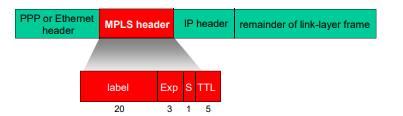 PPP or Ethernet
header
MPLS header
IP header
remainder of link-layer frame
label
Exp
S
TTL
20
3
1
5